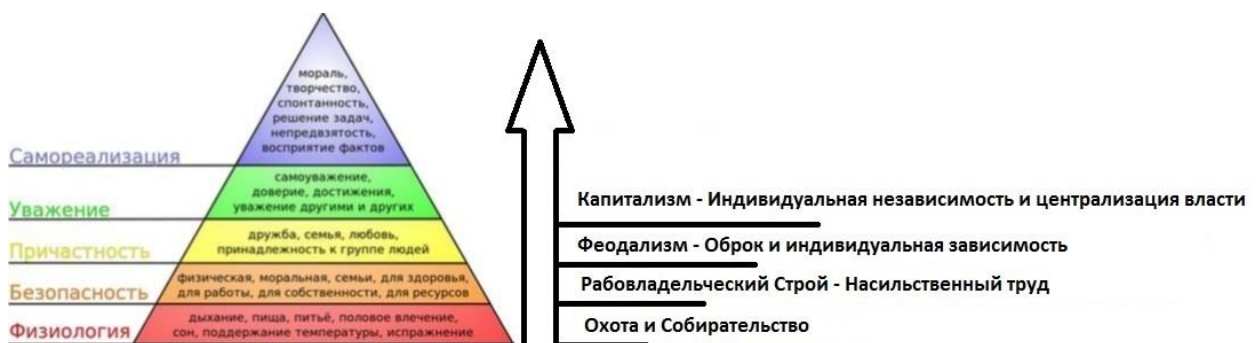 мораль,
творчество,
спонтанность,
решение задач,
непредвзятость,
восприятие фактов
Самореализация
самоуважение,
доверие, достижения,
уважение другими и других
Уважение
дружба, семья, любовь,
принадлежность к группе людей
Причастность
физическая, моральная, семьи, для здоровья,
для работы, для собственности, для ресурсов
Безопасность
дыхание, пища, питьё, половое влечение,
сон, поддержание температуры, испражнение
Физиология
Капитализм - Индивидуальная независимость и централизация власти
Феодализм - Оброк и индивидуальная зависимость
Рабовладельческий Строй - Насильственный труд
Охота и Собирательство